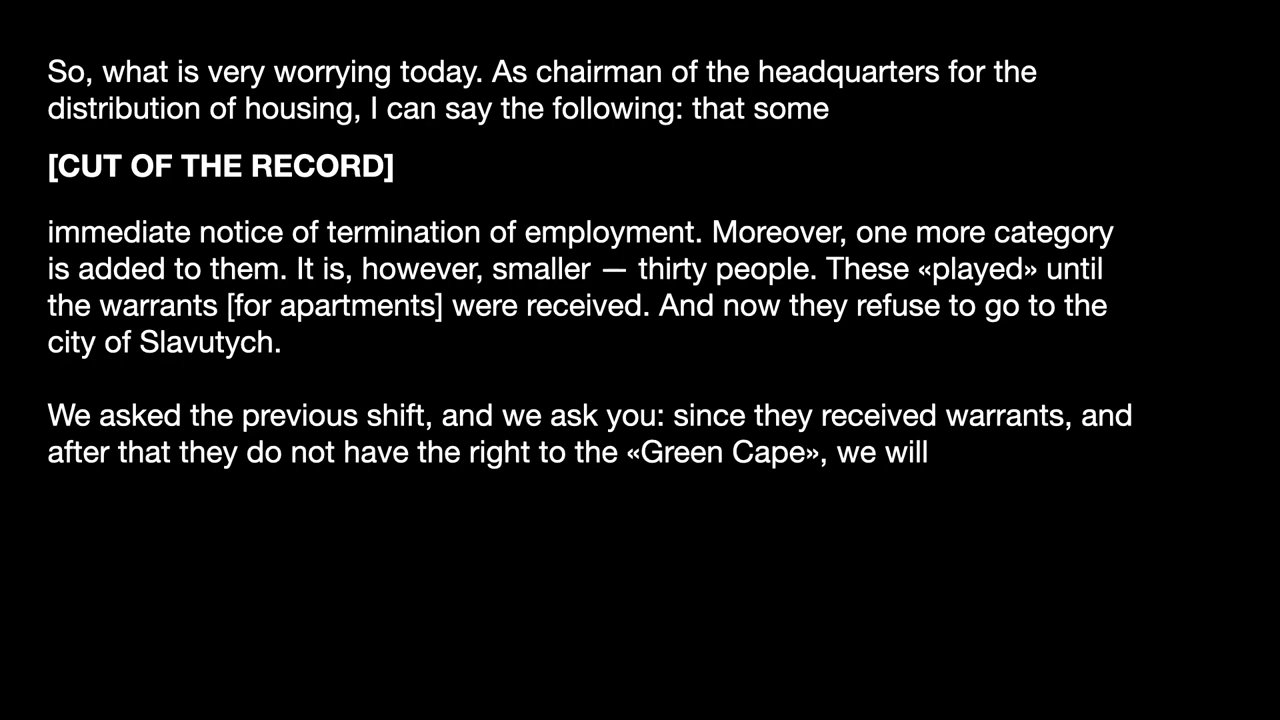 So, what is very worrying today. As chairman of the headquarters for the
distribution of housing, I can say the following: that some
[CUT OF THE RECORD]
immediate notice of termination of employment. Moreover, one more category
is added to them. It is, however, smaller — thirty people. These «played» until
the warrants [for apartments] were received. And now they refuse to go to the
city of Slavutych.
We asked the previous shift, and we ask you: since they received warrants, and
after that they do not have the right to the «Green Cape», we will